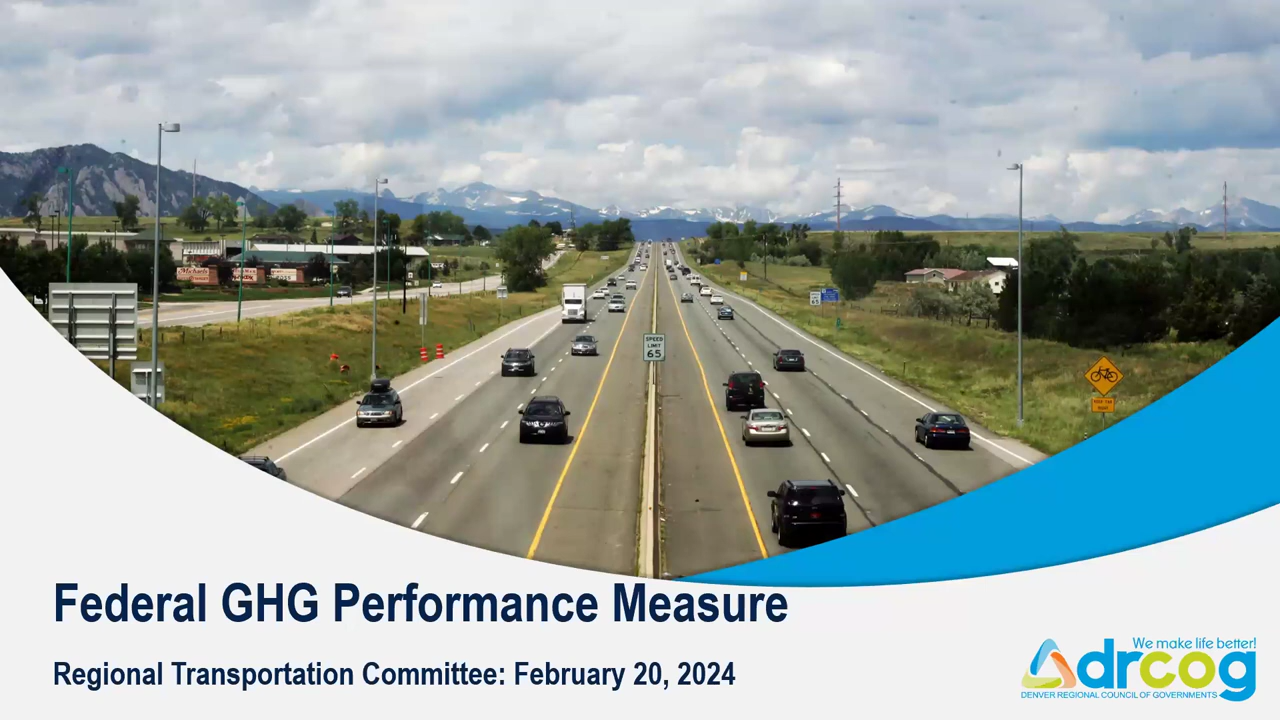 SPEED
LIMIT
65
Federal GHG Performance Measure
Regional Transportation Committee: February 20, 2024
We make life better!
drcog
DENVER REGIONAL COUNCIL OF GOVERNMENTS